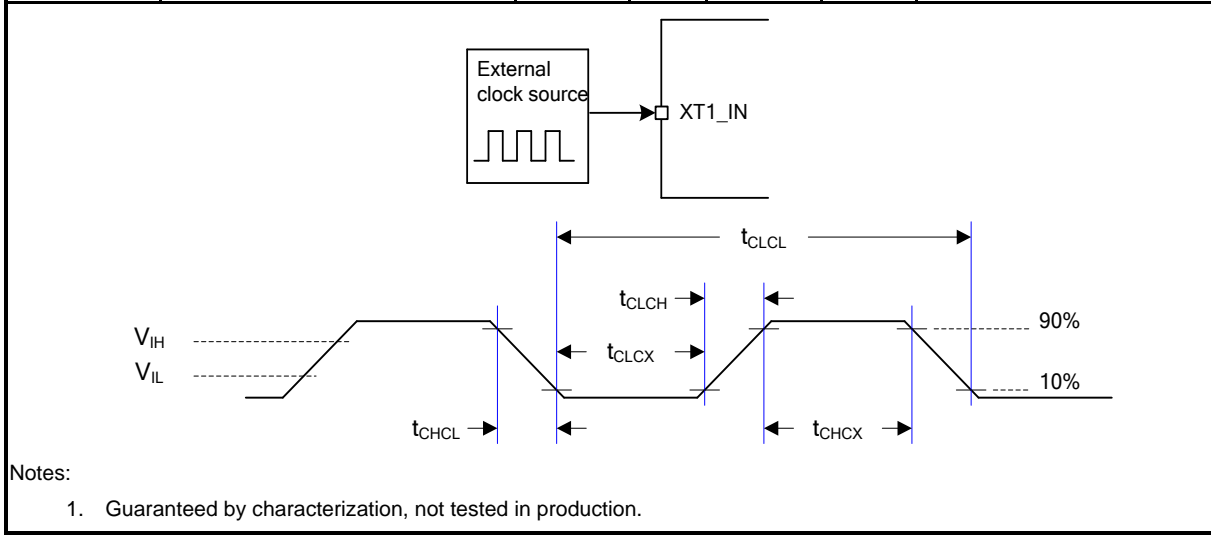 External
clock source
XT1_IN
tCLCL
tCLCH
90%
VIH
tCLCX
VIL
10%
tCHCL
tCHCX
Notes:
1. Guaranteed by characterization, not tested in production.